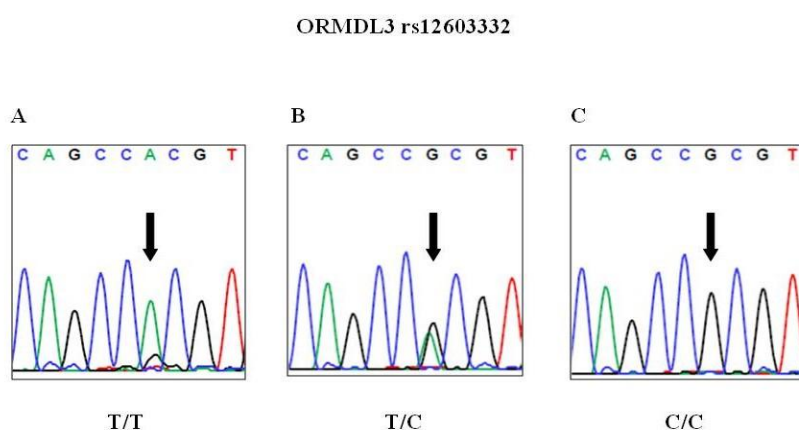 ORMDL3 rs12603332
A B C
C A G C C A C G T C A G C C G C G T C A G C C G C G T
T/T T/C C/C